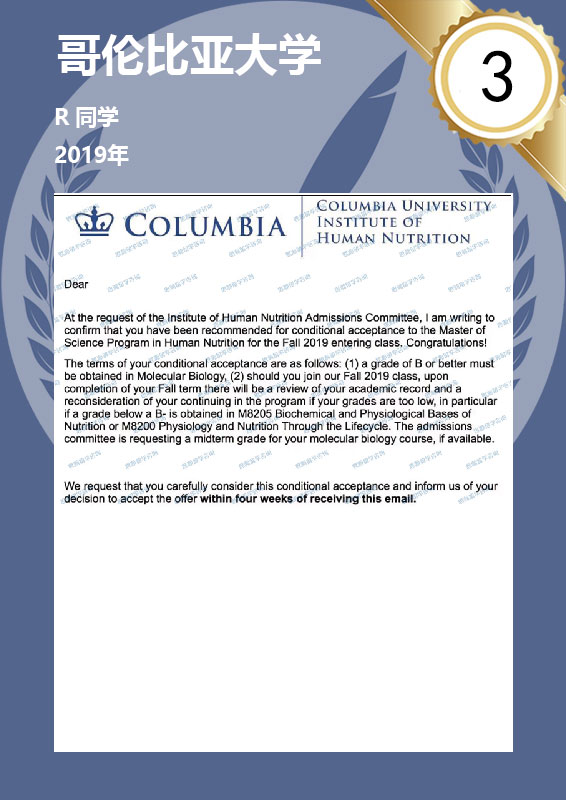 哥伦比亚大学
3
R 同学
2019年
COLUMBIA
COLUMBIA UNIVERSITY
INSTITUTE OF
HUMAN NUTRITION
Dear
At the request of the Institute of Human Nutrition Admissions Committee, I am writing to
confirm that you have been recommended for conditional acceptance to the Master of
Science Program in Human Nutrition for the Fall 2019 entering class. Congratulations!
The terms of your conditional acceptance are as follows: (1) a grade of B or better must
be obtained in Molecular Biology, (2) should you join our Fall 2019 class, upon
completion of your Fall term there will be a review of your academic record and a
reconsideration of your continuing in the program if your grades are too low, in particular
if a grade below a B- is obtained in M8205 Biochemical and Physiological Bases of
Nutrition or M8200 Physiology and Nutrition Through the Lifecycle. The admissions
committee is requesting a midterm grade for your molecular biology course, if available.
We request that you carefully consider this conditional acceptance and inform us of your
decision to accept the offer within four weeks of receiving this email.